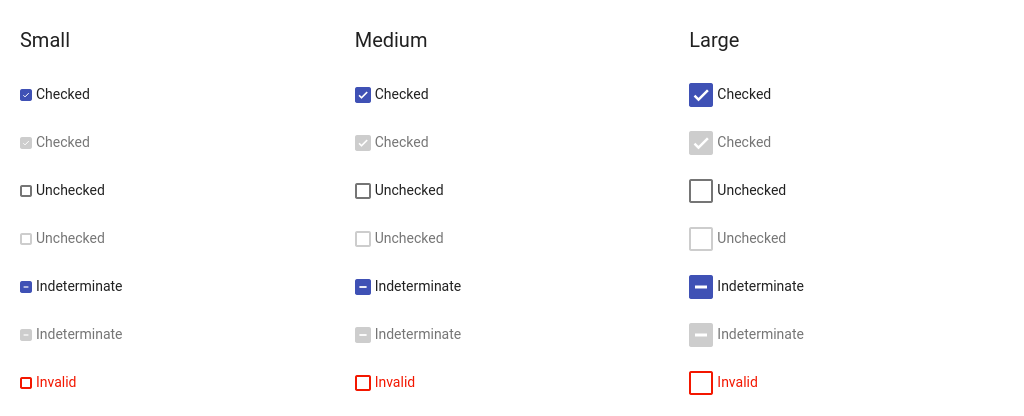 Small Medium Large
Checked Checked Checked
Checked Checked Checked
Unchecked Unchecked Unchecked
Unchecked Unchecked Unchecked
Indeterminate Indeterminate Indeterminate
Indeterminate Indeterminate Indeterminate
Invalid Invalid Invalid